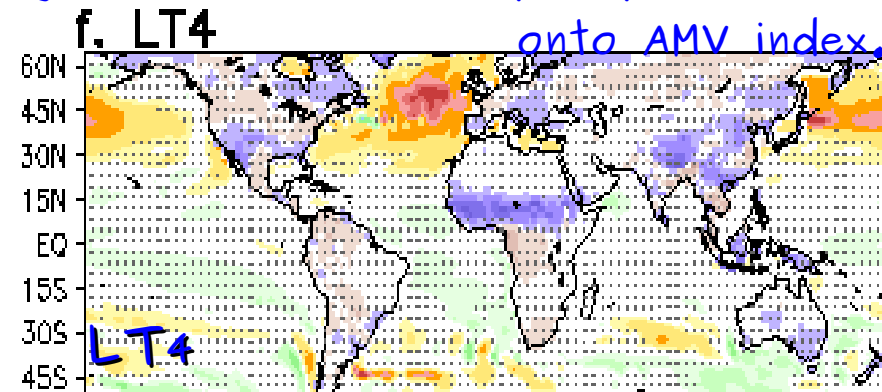 f. LT4
onto AMV index.
60N
45N
30N
15N
EQ
15S
30S
LT4
45S